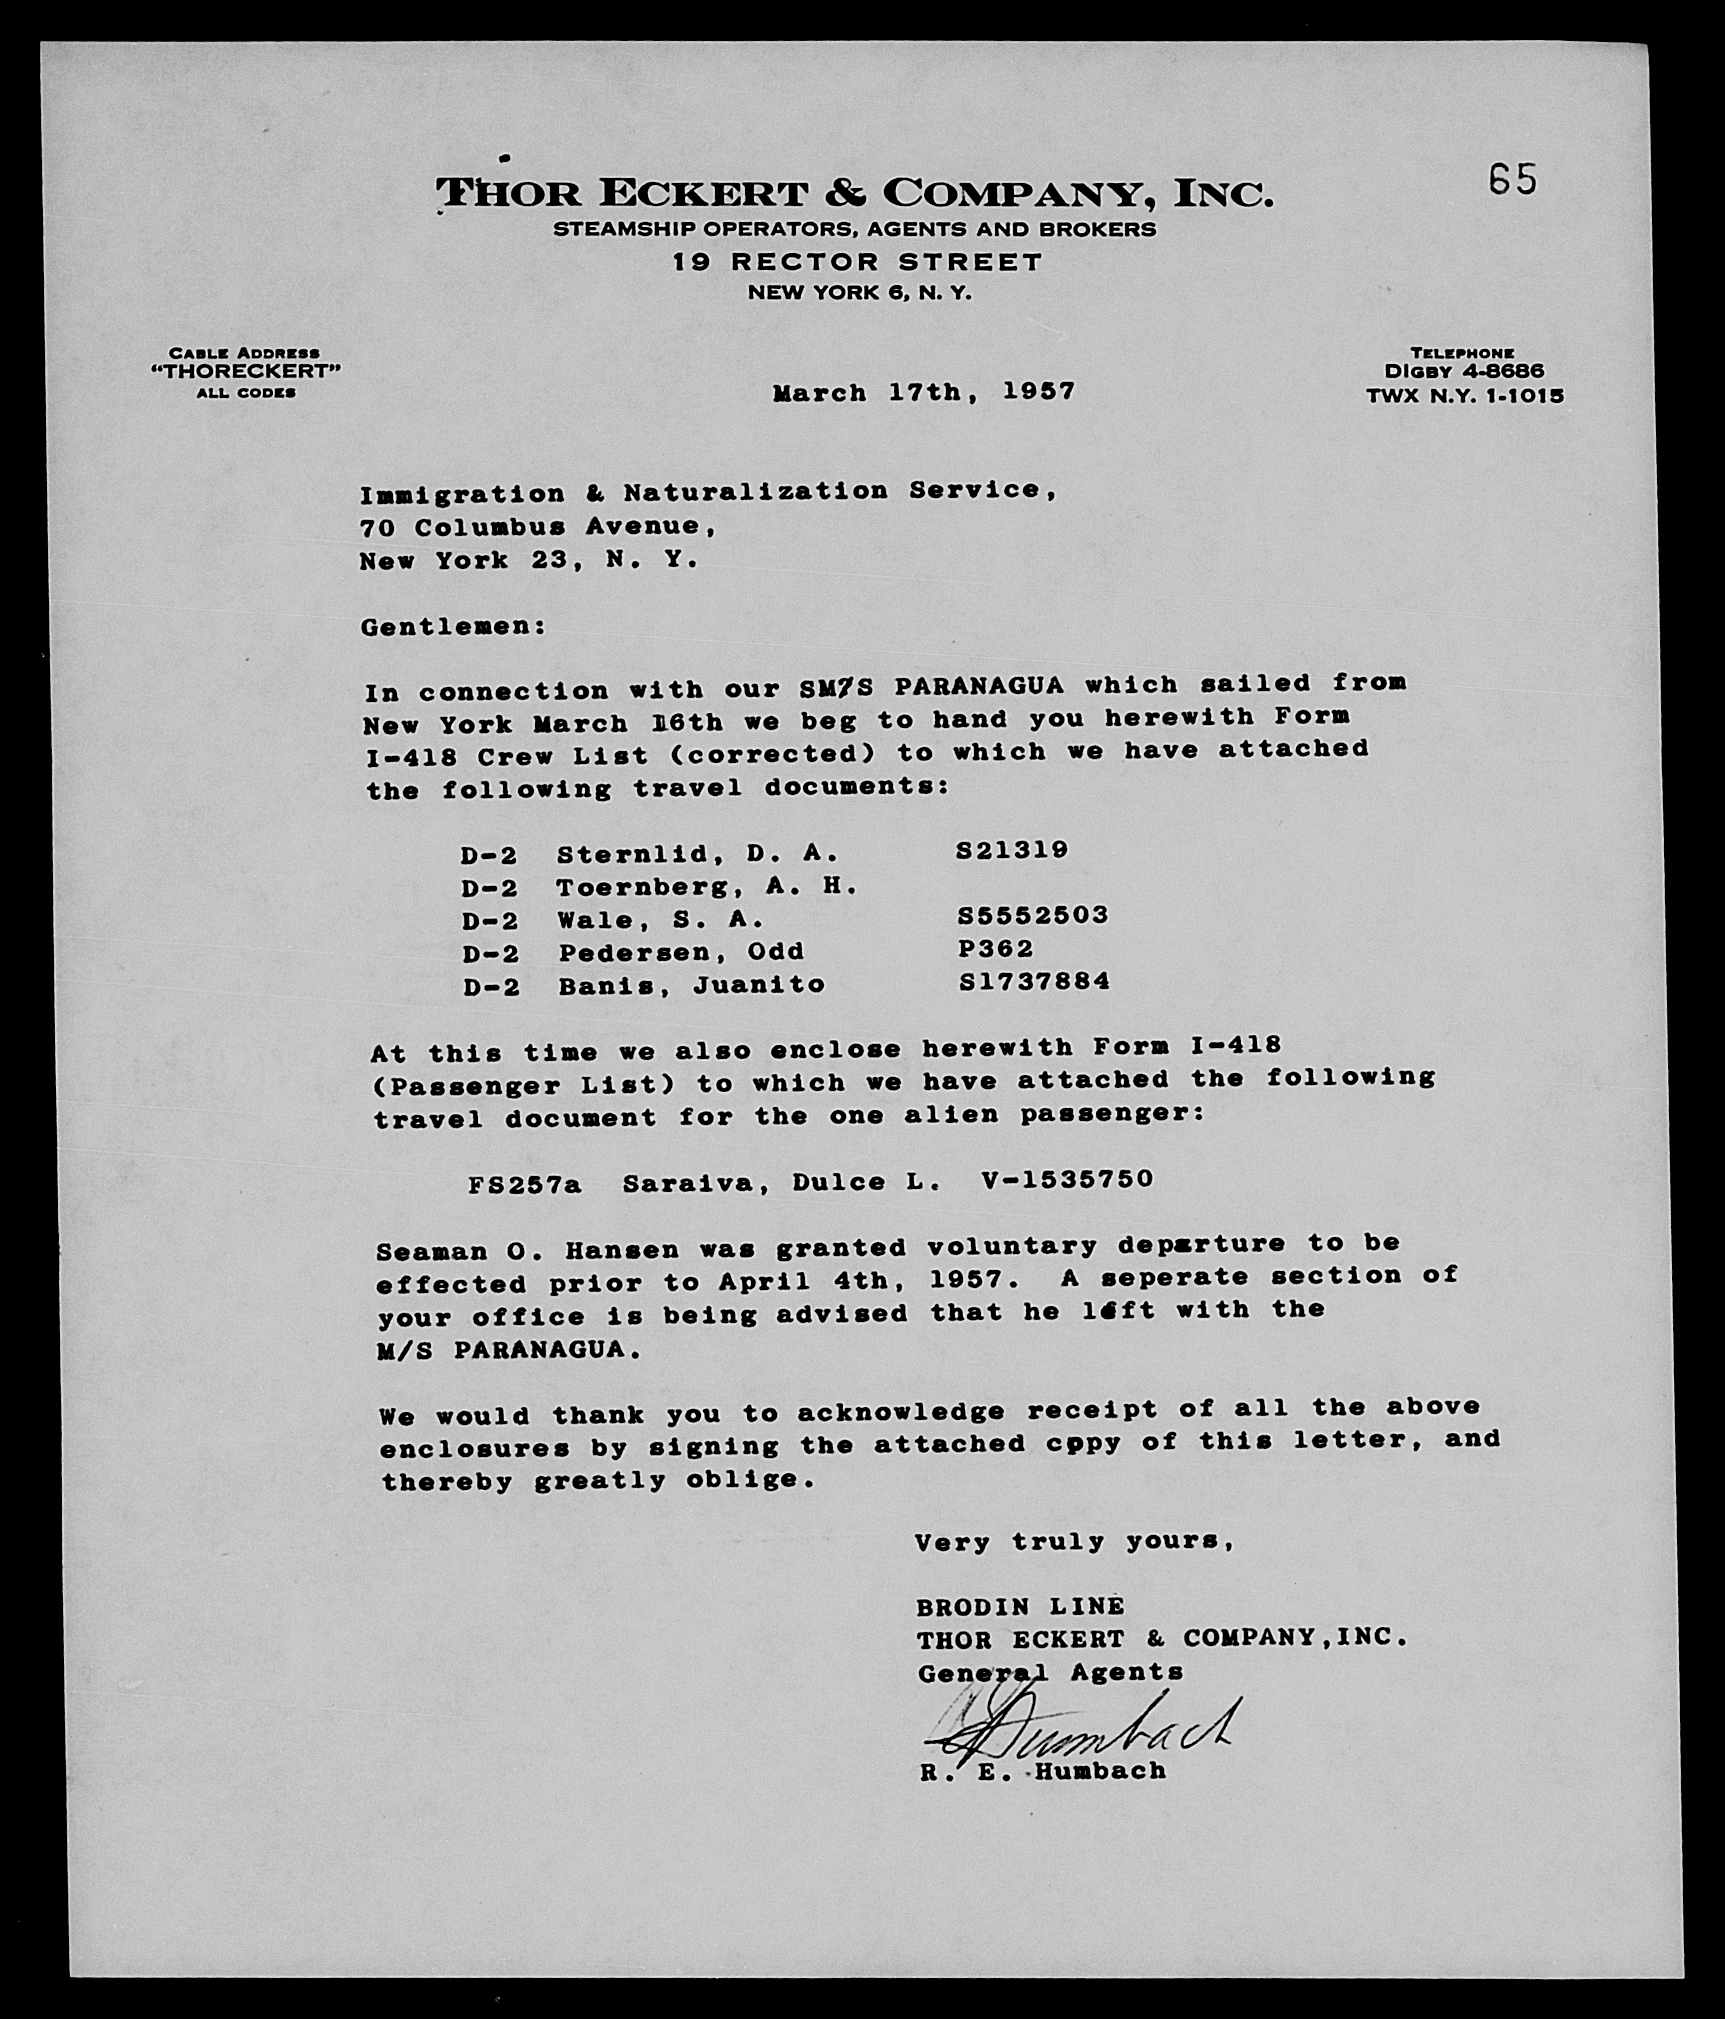 65
THOR ECKERT & COMPANY, INC.
STEAMSHIP OPERATORS, AGENTS AND BROKERS
19 RECTOR STREET
NEW YORK 6, N. Y.
CABLE ADDRESS
"THORECKERT"
ALL CODES
TELEPHONE
DIGBY 4-8686
TWX N.Y. 1-1015
March 17th, 1957
Immigration & Naturalization Service,
70 Columbus Avenue,
New York 23, N. Y.
Gentlemen:
In connection with our SM/S PARANAGUA which sailed from
New York March 16th we beg to hand you herewith Form
I-418 Crew List (corrected) to which we have attached
the following travel documents:
D-2 Sternlid, D. A. S21319
D-2 Toernberg, A. H.
D-2 Wale, S. A. S5552503
D-2 Pedersen, Odd P362
D-2 Banis, Juanito S1737884
At this time we also enclose herewith Form I-418
(Passenger List) to which we have attached the following
travel document for the one alien passenger:
FS257a Saraiva, Dulce L. V-1535750
Seaman O. Hansen was granted voluntary departure to be
effected prior to April 4th, 1957. A seperate section of
your office is being advised that he left with the
M/S PARANAGUA.
We would thank you to acknowledge receipt of all the above
enclosures by signing the attached cppy of this letter, and
thereby greatly oblige.
Very truly yours,
BRODIN LINE
THOR ECKERT & COMPANY,INC.
General Agents
R. E. Humbach